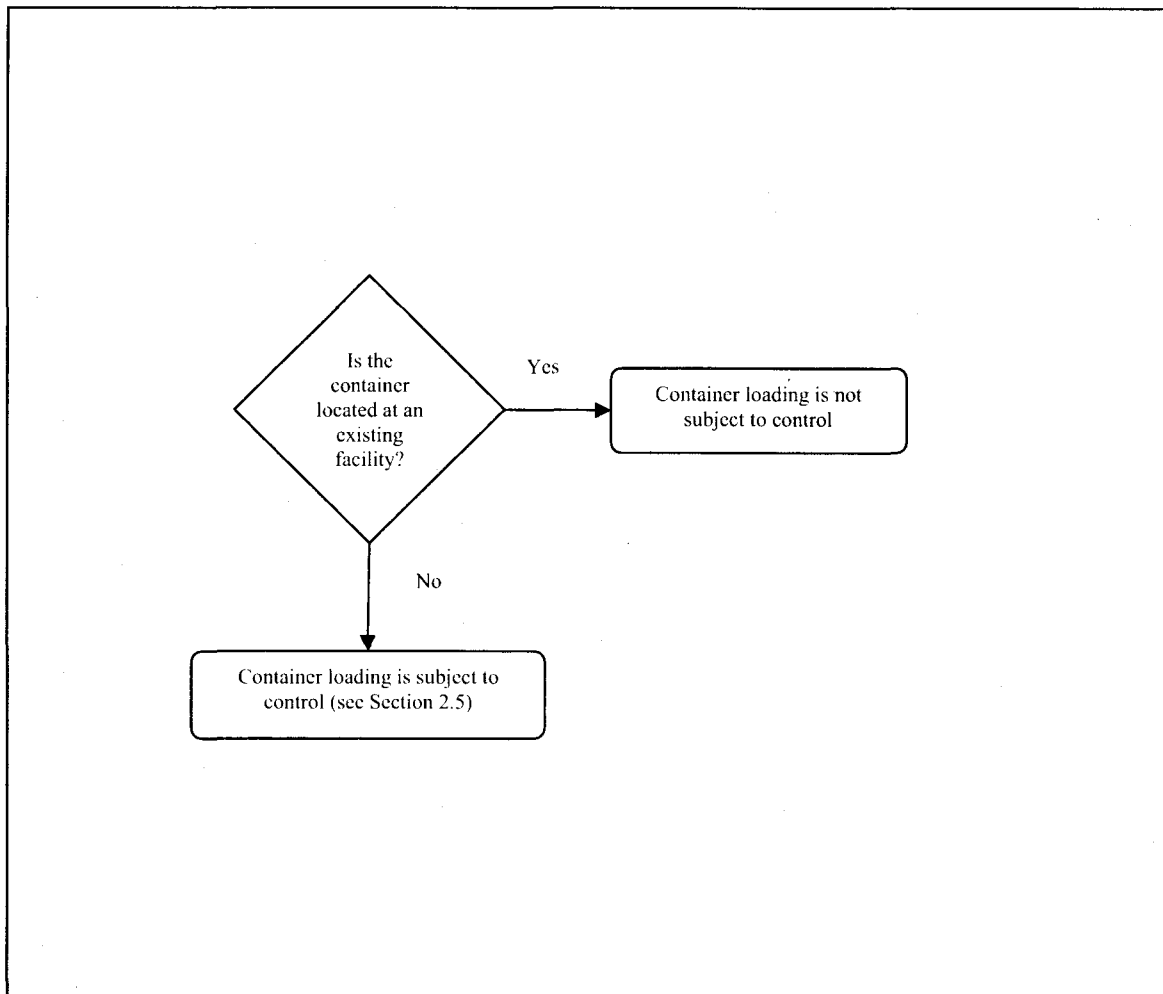 Is the
container
located at an
existing
facility?
Yes
Container loading is not
subject to control
No
Container loading is subject to
control (see Section 2.5)